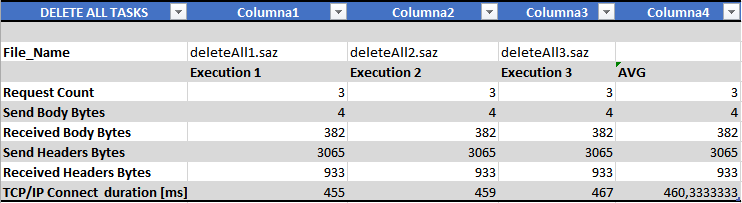 DELETE ALL TASKS Columna1 Columna2 Columna3 Columna4
File_Name deleteAll1.saz deleteAll2.saz deleteAll3.saz
Execution 1 Execution 2 Execution 3 AVG
Request Count 3 3 3 3
Send Body Bytes 4 4 4 4
Received Body Bytes 382 382 382 382
Send Headers Bytes 3065 3065 3065 3065
Received Headers Bytes 933 933 933 933
TCP/IP Connect duration [ms] 455 459 467 460,3333333